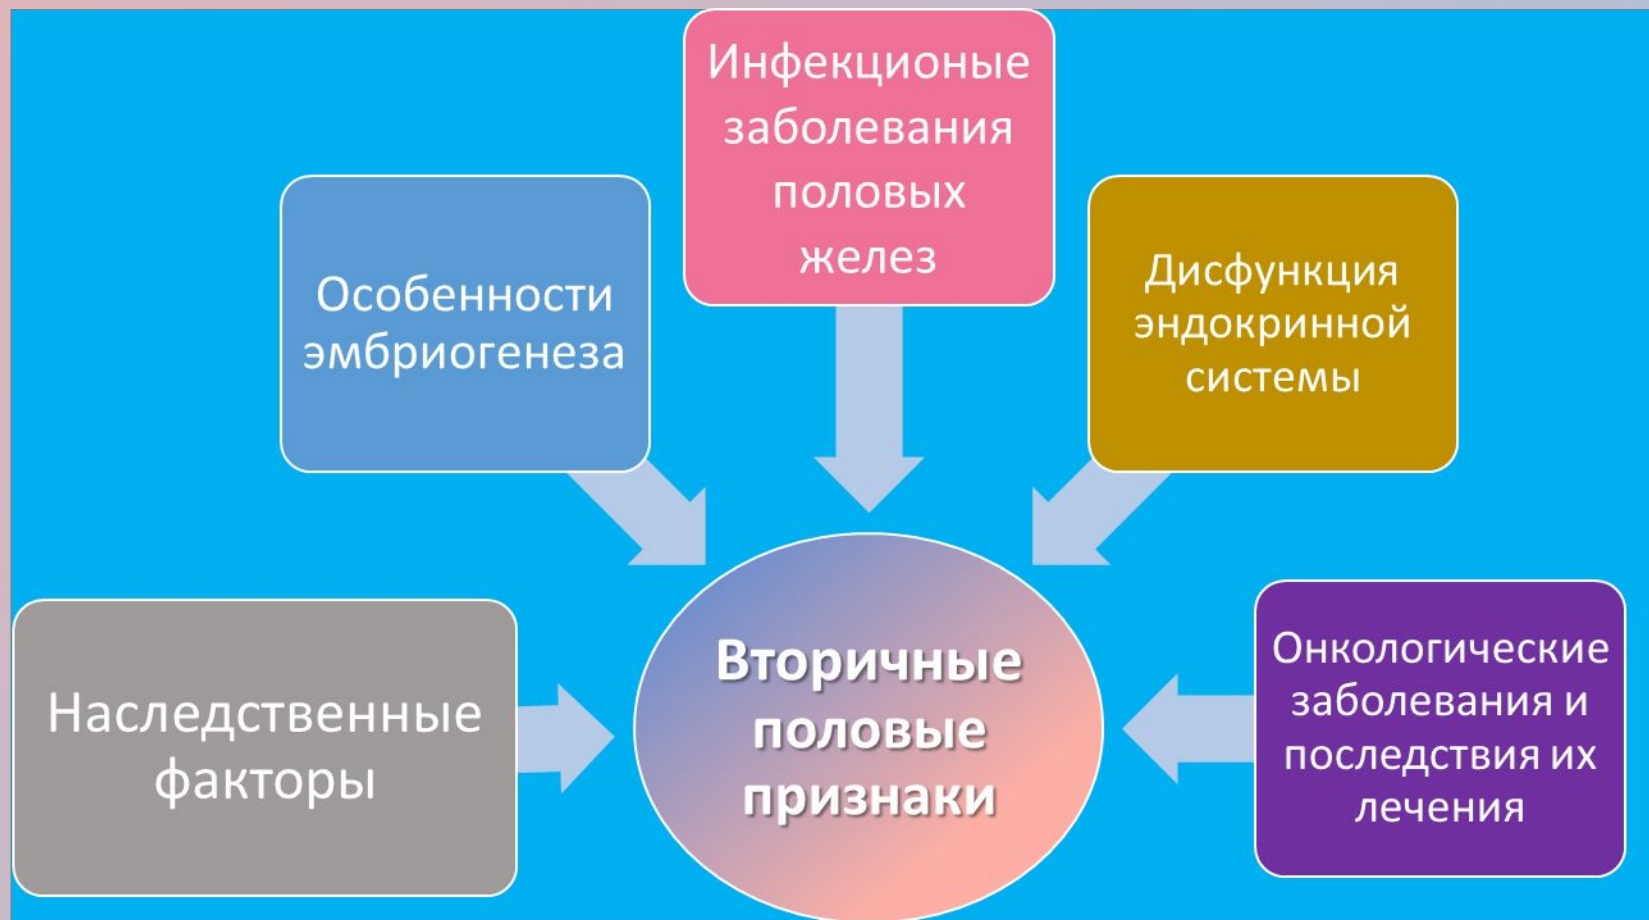 Инфекционые
заболевания
половых
желез
Особенности
эмбриогенеза
Дисфункция
эндокринной
системы
Наследственные
факторы
Вторичные
половые
признаки
Онкологические
заболевания и
последствия их
лечения